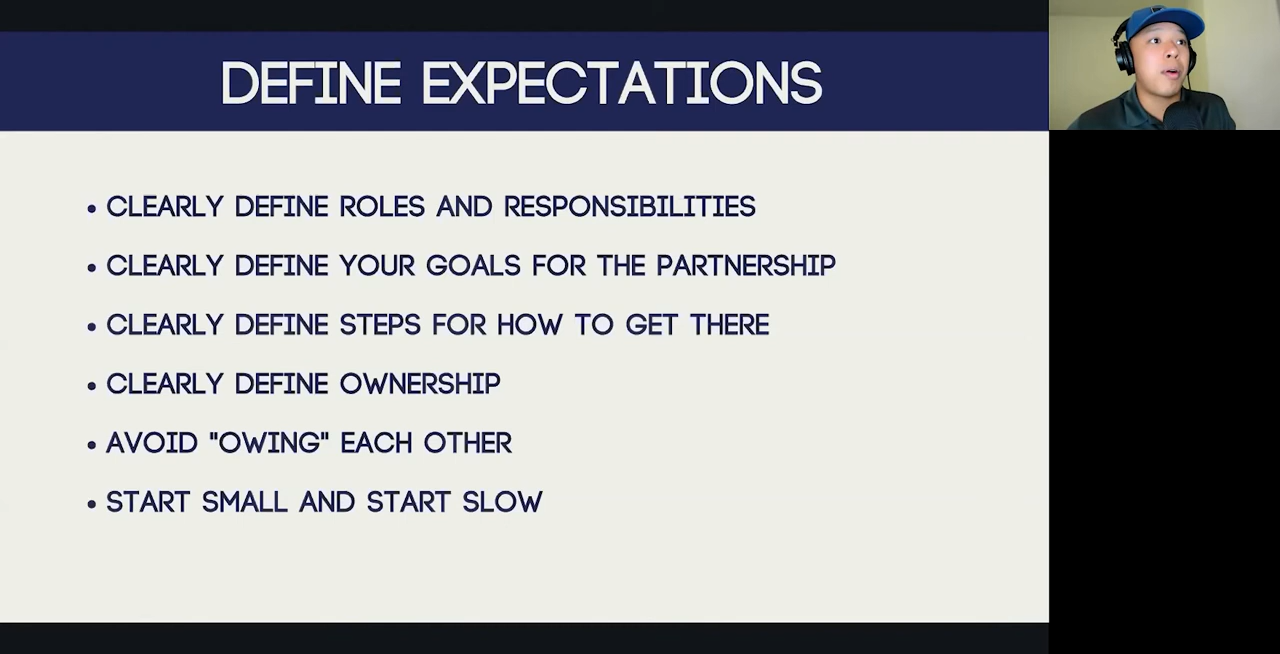 DEFINE EXPECTATIONS
• CLEARLY DEFINE ROLES AND RESPONSIBILITIES
• CLEARLY DEFINE YOUR GOALS FOR THE PARTNERSHIP
• CLEARLY DEFINE STEPS FOR HOW TO GET THERE
• CLEARLY DEFINE OWNERSHIP
• AVOID "OWING" EACH OTHER
• START SMALL AND START SLOW